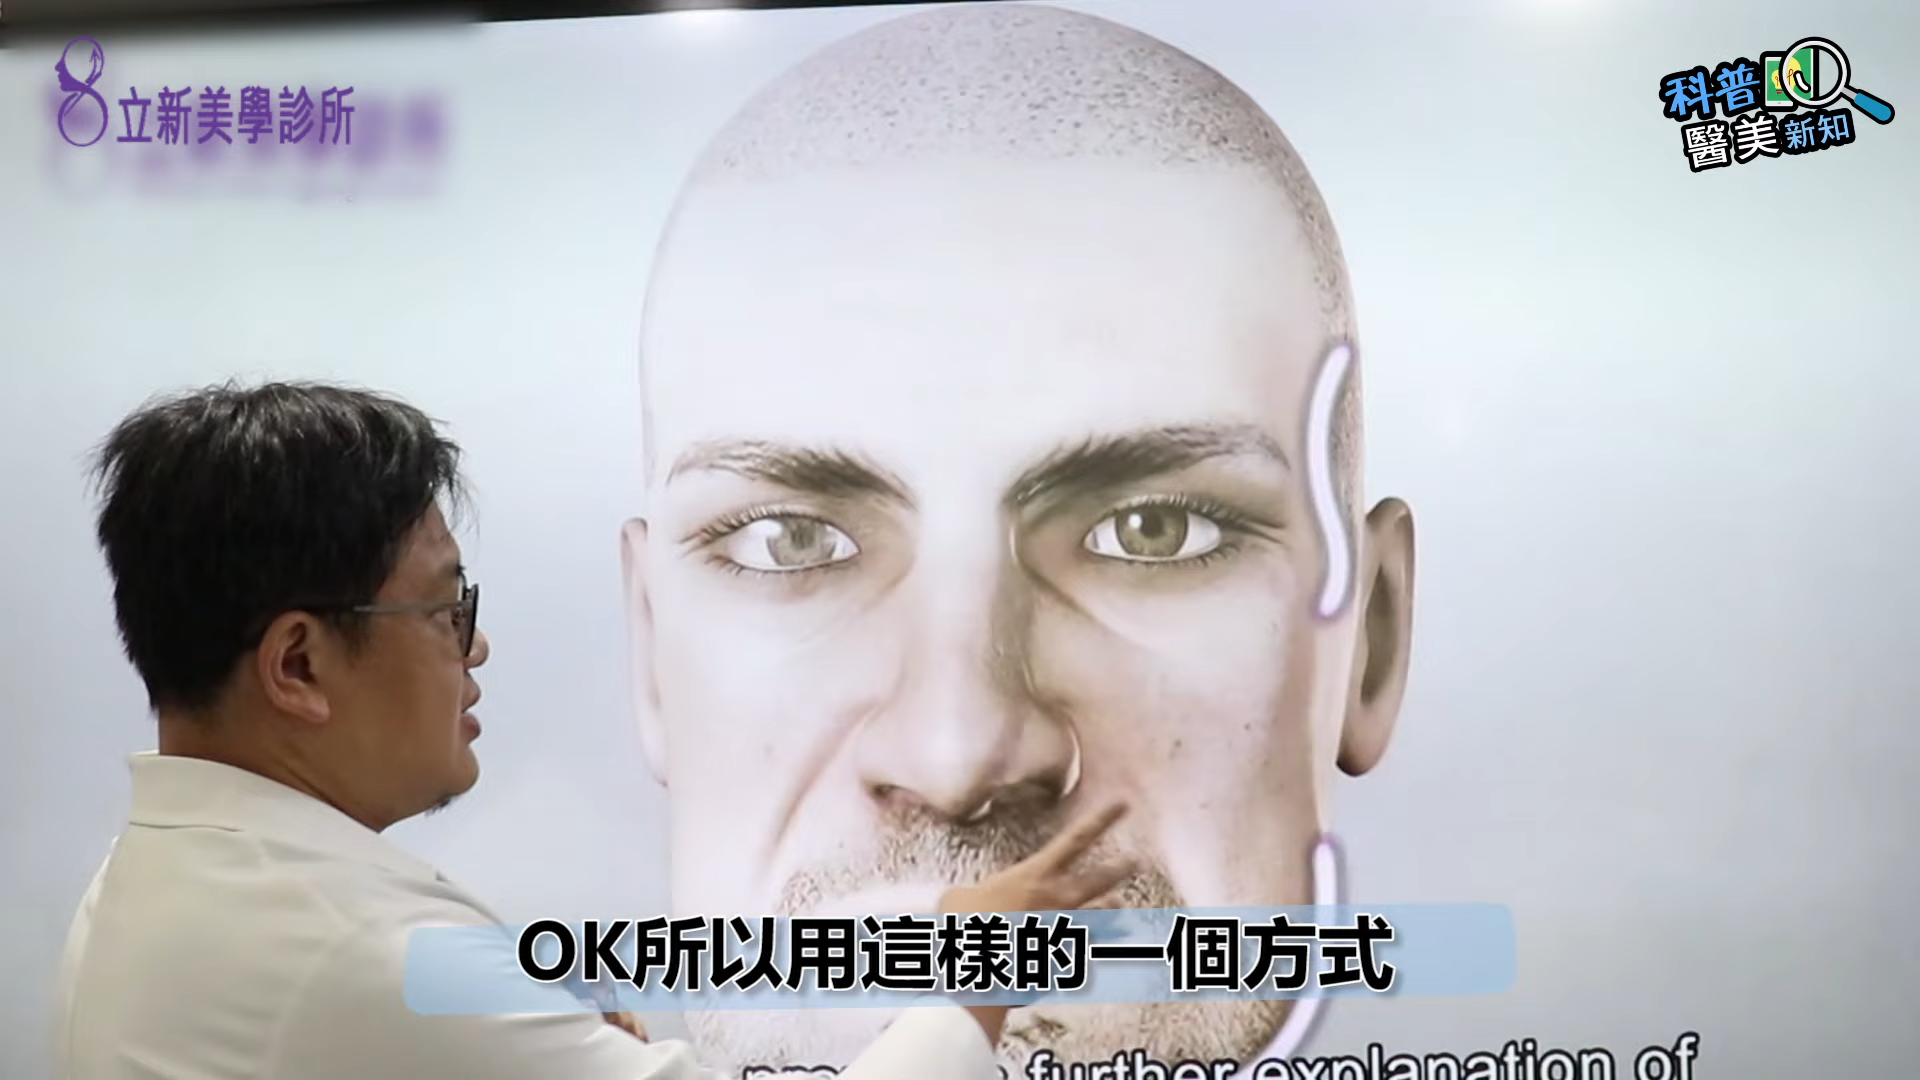 立新美學診所
科普
醫美新知
OK所以用這樣的一個方式
further explanation of